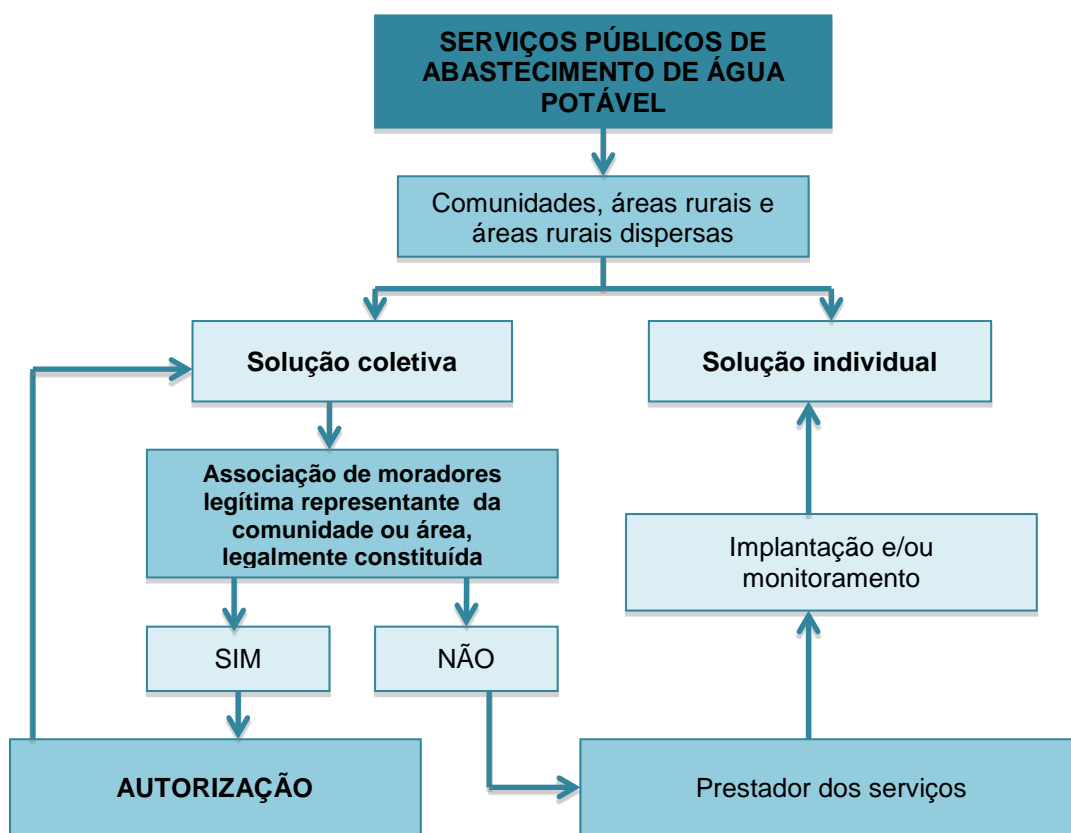 SERVIÇOS PÚBLICOS DE
ABASTECIMENTO DE ÁGUA
POTÁVEL
Comunidades, áreas rurais e
áreas rurais dispersas
Solução coletiva
Solução individual
Associação de moradores
legítima representante da
comunidade ou área,
legalmente constituída
Implantação e/ou
monitoramento
SIM
NÃO
AUTORIZAÇÃO
Prestador dos serviços